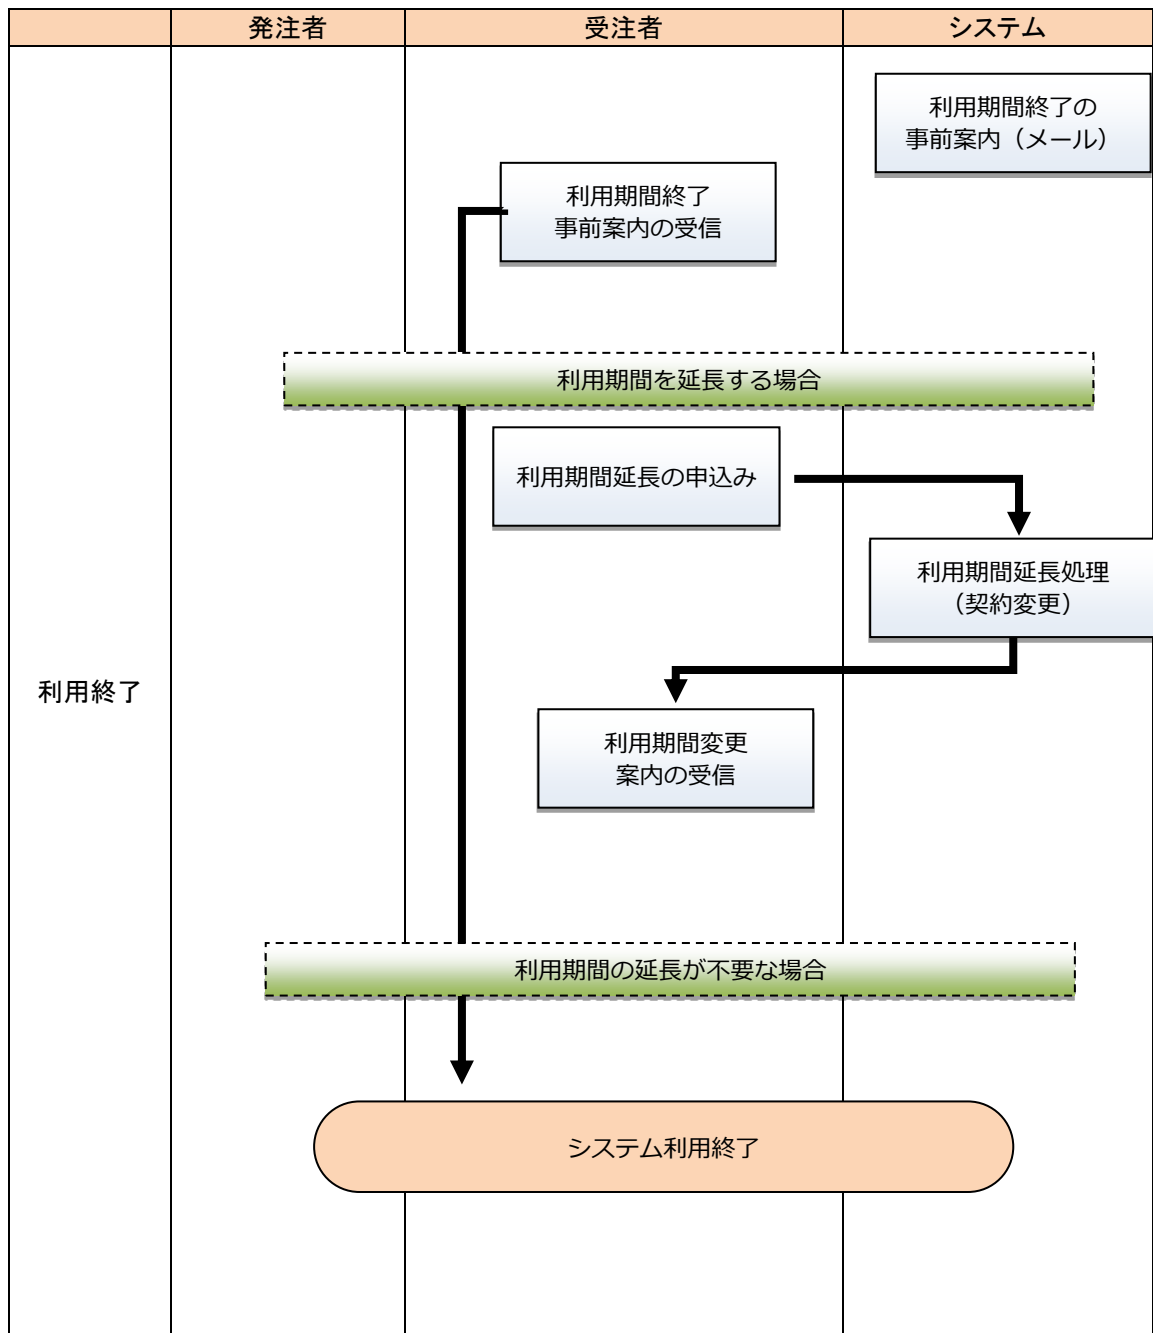 発注者
受注者
システム
利用期間終了の
事前案内（メール）
利用期間終了
事前案内の受信
利用期間を延長する場合
利用期間延長の申込み
利用期間延長処理
（契約変更）
利用終了
利用期間変更
案内の受信
利用期間の延長が不要な場合
システム利用終了